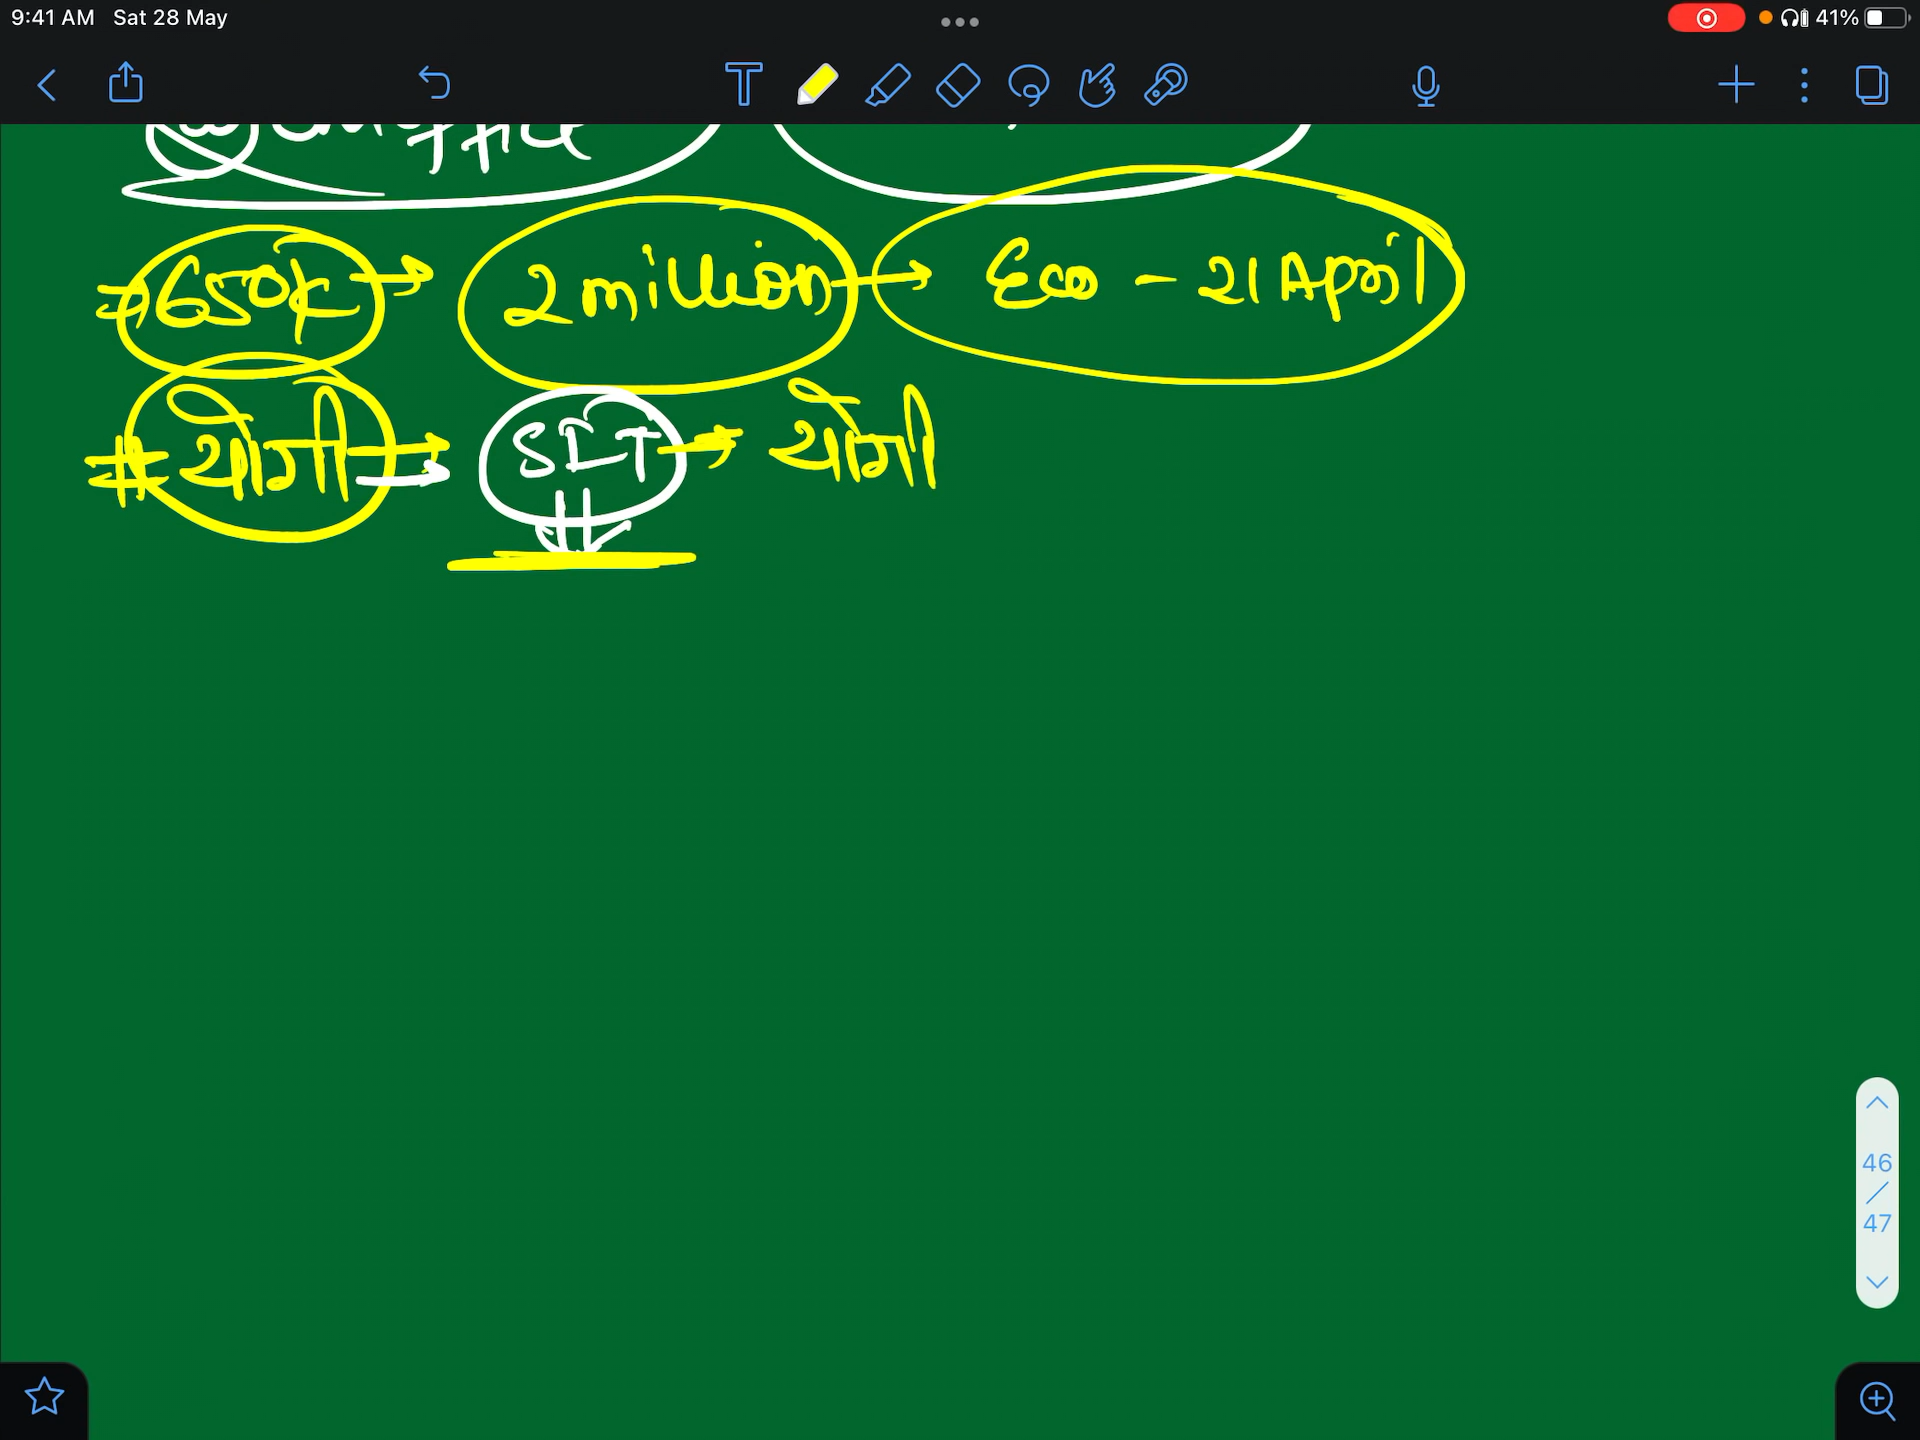 9:41 AM Sat 28 May
41%
⇒ 650K → 2 million → Eco - 21 April
# योगी → SLT → योगी
46
/
47